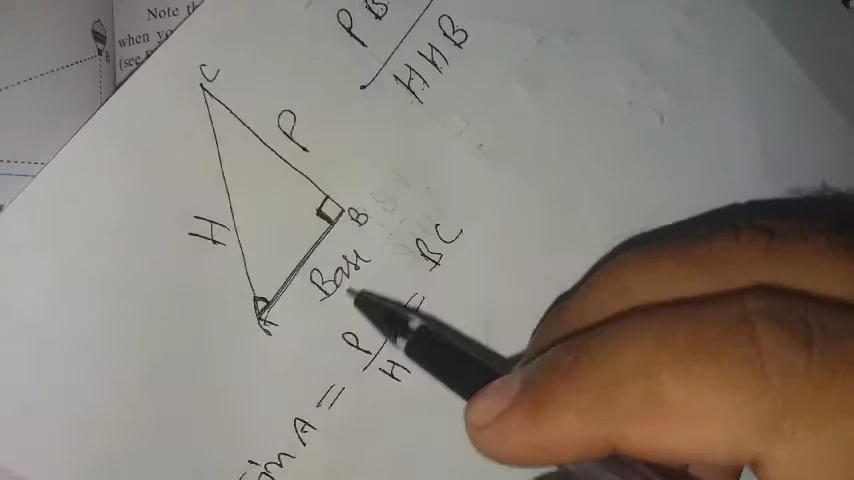 Note th
when yo
(see F
P B
H H B
C
P
H
B
Base
A
sin A = P/H = BC